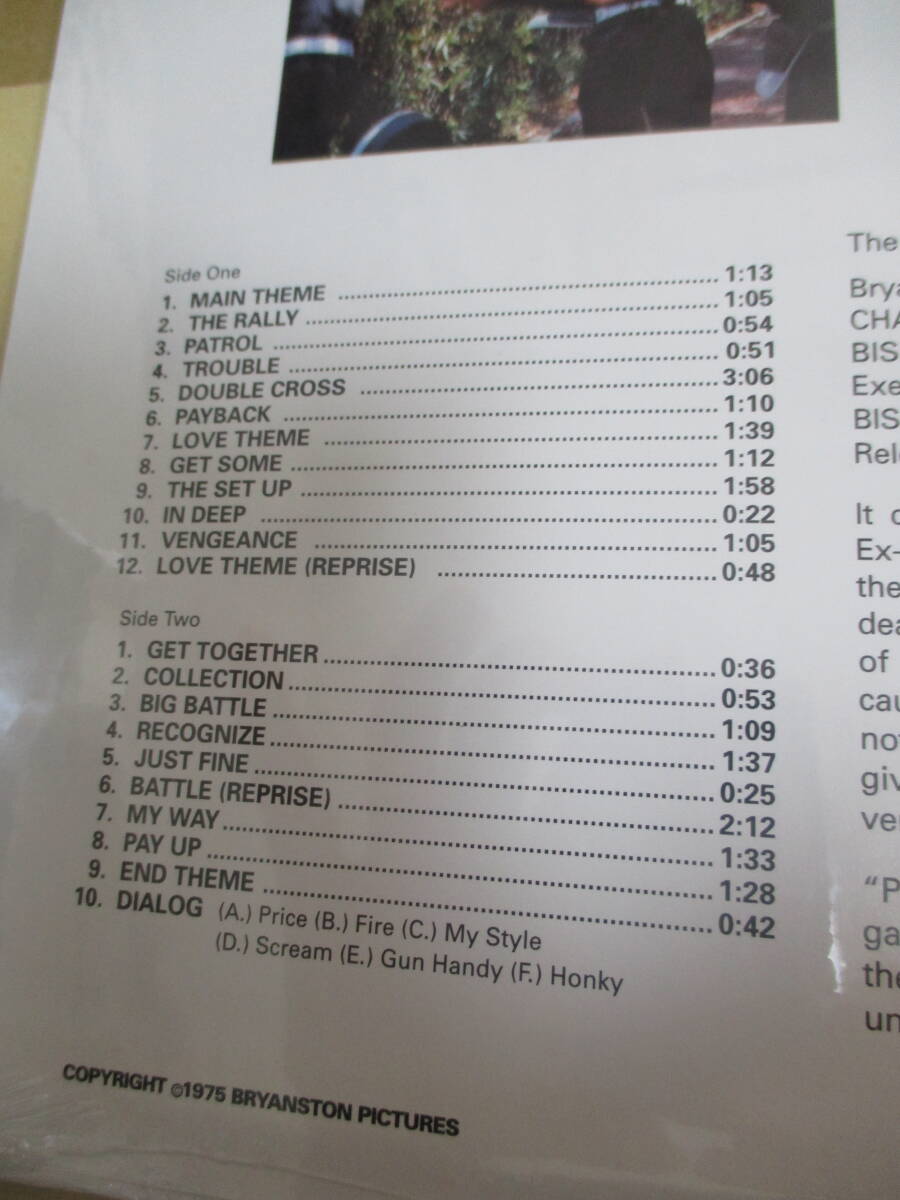 Side One
1. MAIN THEME 1:13
2. THE RALLY 1:05
3. PATROL 0:54
4. TROUBLE 0:51
5. DOUBLE CROSS 3:06
6. PAYBACK 1:10
7. LOVE THEME 1:39
8. GET SOME 1:12
9. THE SET UP 1:58
10. IN DEEP 0:22
11. VENGEANCE 1:05
12. LOVE THEME (REPRISE) 0:48
Side Two
1. GET TOGETHER 0:36
2. COLLECTION 0:53
3. BIG BATTLE 1:09
4. RECOGNIZE 1:37
5. JUST FINE 0:25
6. BATTLE (REPRISE) 2:12
7. MY WAY 1:33
8. PAY UP 1:28
9. END THEME 0:42
10. DIALOG (A.) Price (B.) Fire (C.) My Style
(D.) Scream (E.) Gun Handy (F.) Honky
COPYRIGHT ©1975 BRYANSTON PICTURES
The
Brya
CHA
BIS
Exe
BIS
Rel
It
Ex-
the
dea
of
cau
no
giv
ve
“P
ga
the
un